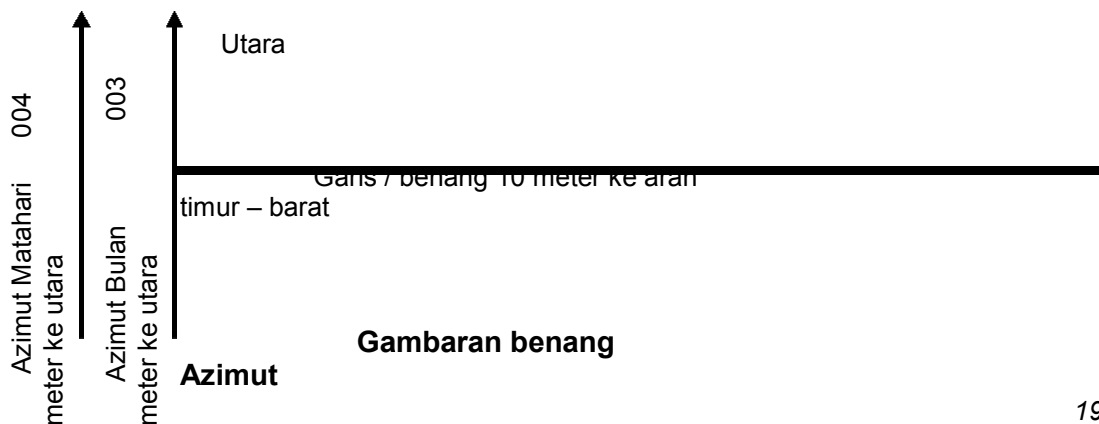 Utara
Azimut Matahari 004
meter ke utara
Azimut Bulan 003
meter ke utara
Garis / benang 10 meter ke arah
timur – barat
Gambaran benang
Azimut
19